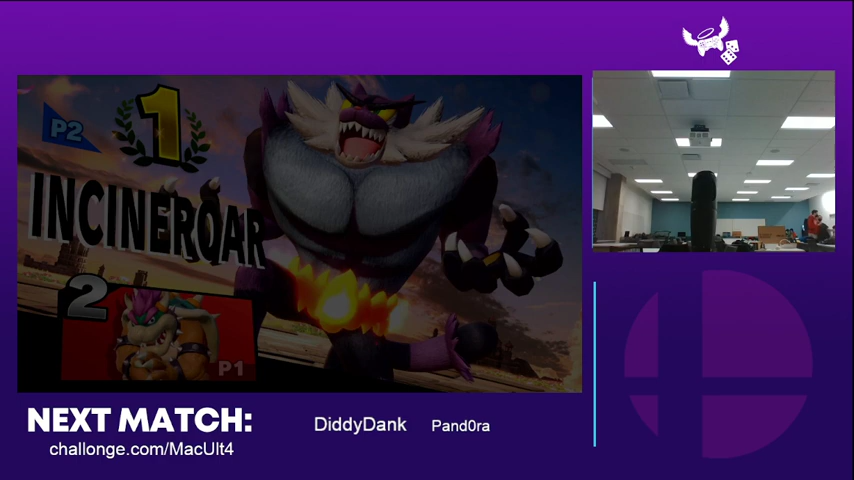 P2
1
INCINEROAR
2
P1
NEXT MATCH:
challonge.com/MacUlt4
DiddyDank
Pand0ra